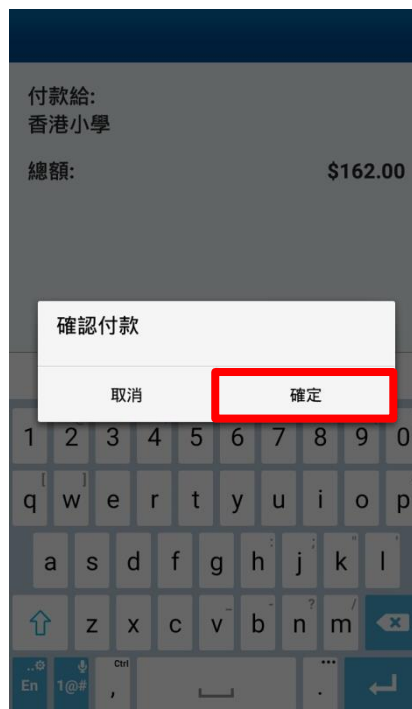 付款給:
香港小學
總額: $162.00
確認付款
取消 確定
1 2 3 4 5 6 7 8 9 0
[ ]
q w e r t y u i o p
: ; " '
a s d f g h j k l
_ - ? /
z x c v b n m
Ctrl ...
En 1@# , .